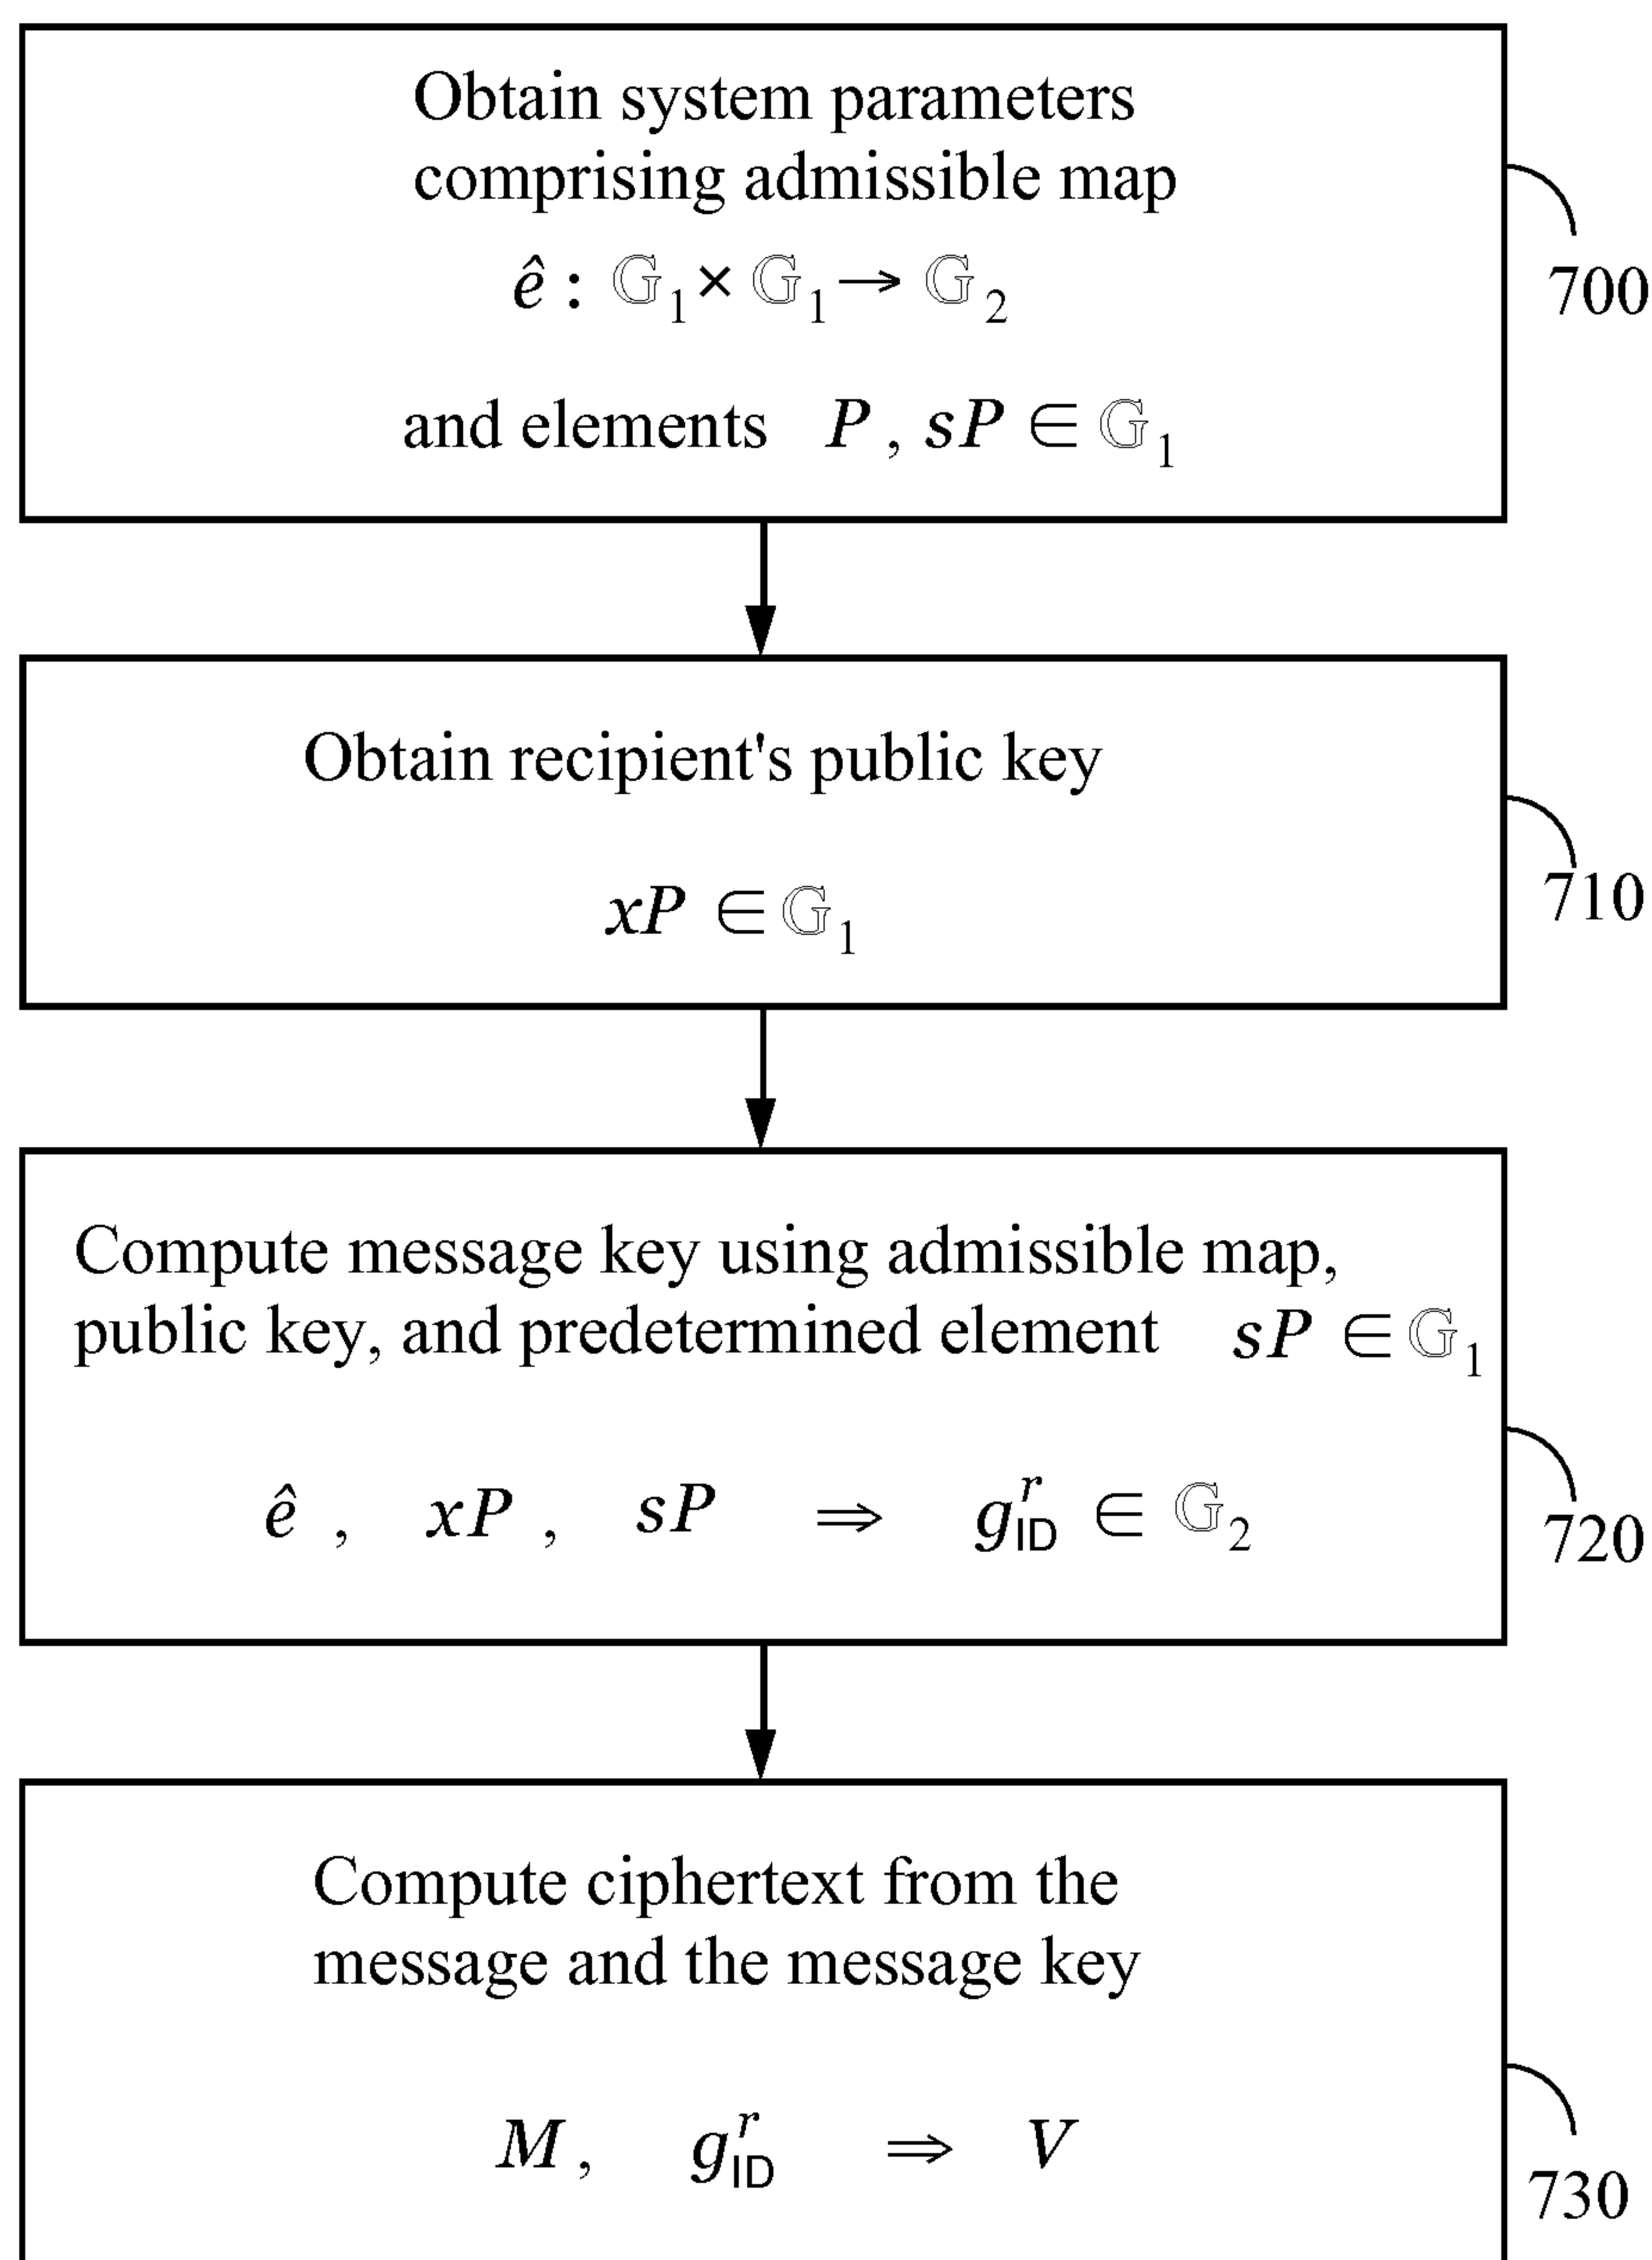 Obtain system parameters
comprising admissible map
ê : 𝔾₁ × 𝔾₁ → 𝔾₂
and elements P , sP ∈ 𝔾₁
700
Obtain recipient's public key
xP ∈ 𝔾₁
710
Compute message key using admissible map,
public key, and predetermined element sP ∈ 𝔾₁
ê , xP , sP ⇒ g_ID^r ∈ 𝔾₂
720
Compute ciphertext from the
message and the message key
M , g_ID^r ⇒ V
730